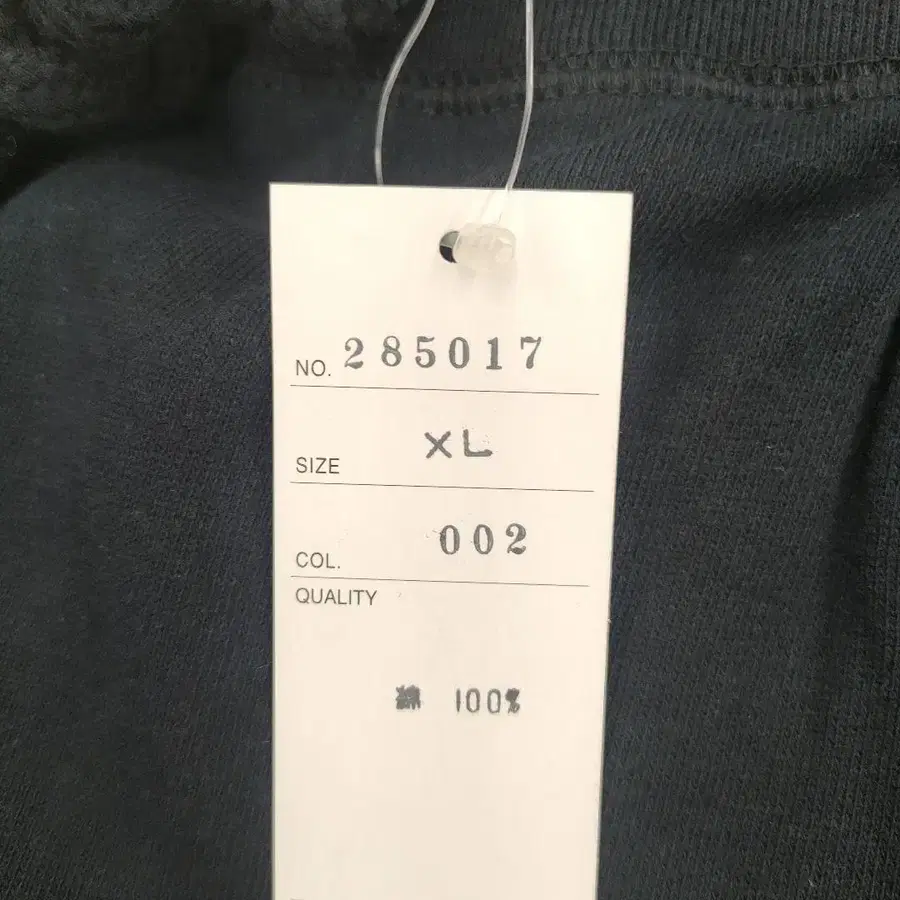 NO. 285017
SIZE XL
COL. 002
QUALITY
綿 100%